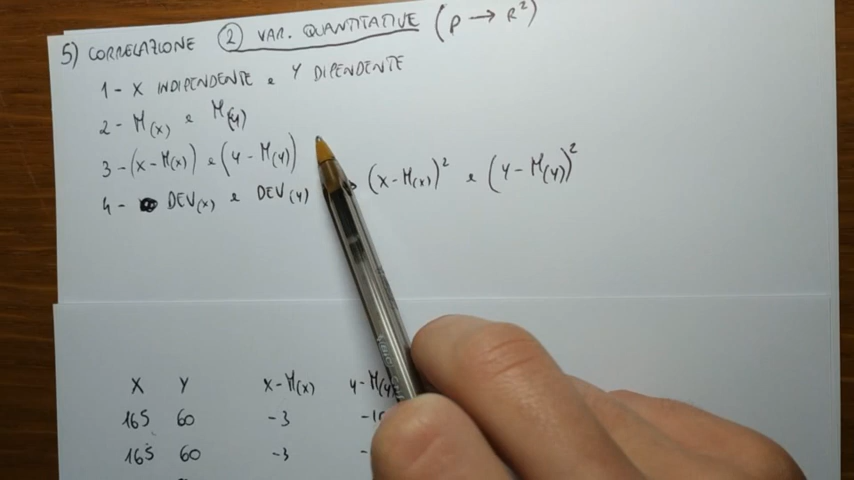 5) CORRELAZIONE 2 VAR. QUANTITATIVE (ρ → R²)
1 - X INDIPENDENTE e Y DIPENDENTE
2 - M(x) e M(y)
3 - (x - M(x)) e (y - M(y))
4 - DEV(x) e DEV(y) (x - M(x))² e (y - M(y))²
X Y x - M(x) y - M(y)
165 60 -3
165 60 -3